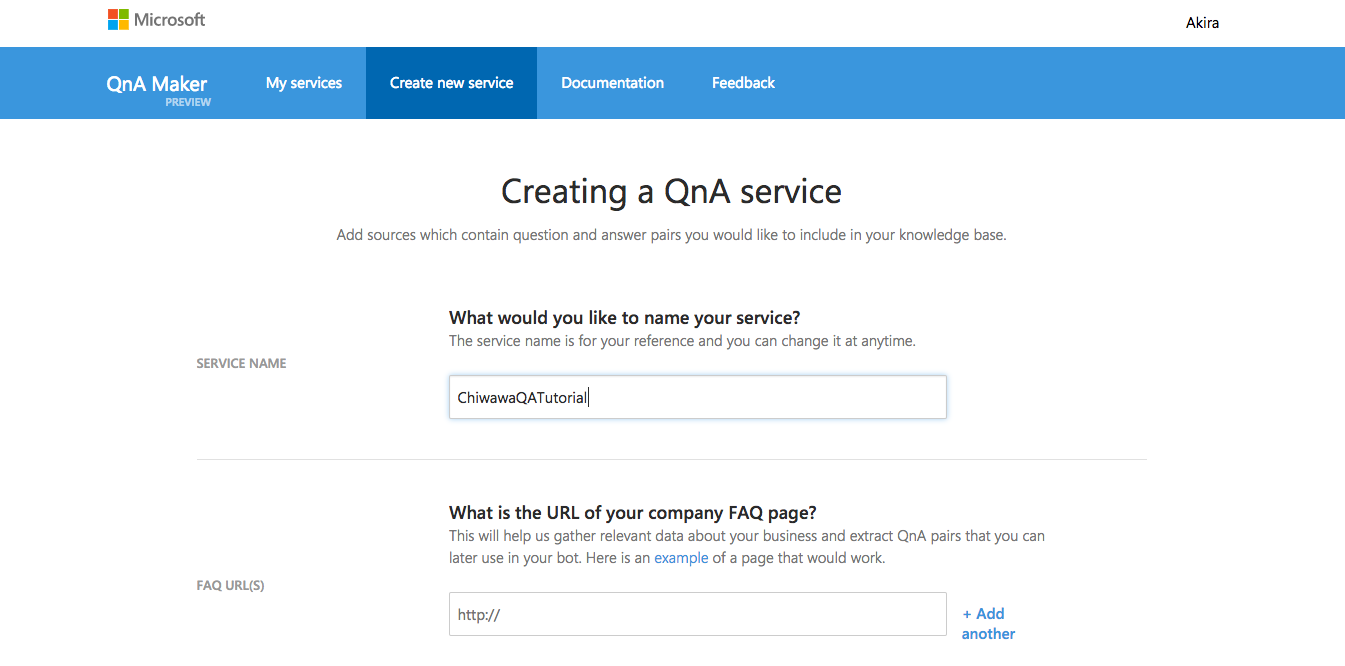 Microsoft
Akira
QnA Maker
PREVIEW
My services
Create new service
Documentation
Feedback
Creating a QnA service
Add sources which contain question and answer pairs you would like to include in your knowledge base.
What would you like to name your service?
The service name is for your reference and you can change it at anytime.
SERVICE NAME
ChiwawaQATutorial
What is the URL of your company FAQ page?
This will help us gather relevant data about your business and extract QnA pairs that you can
later use in your bot. Here is an example of a page that would work.
FAQ URL(S)
http://
+ Add
another